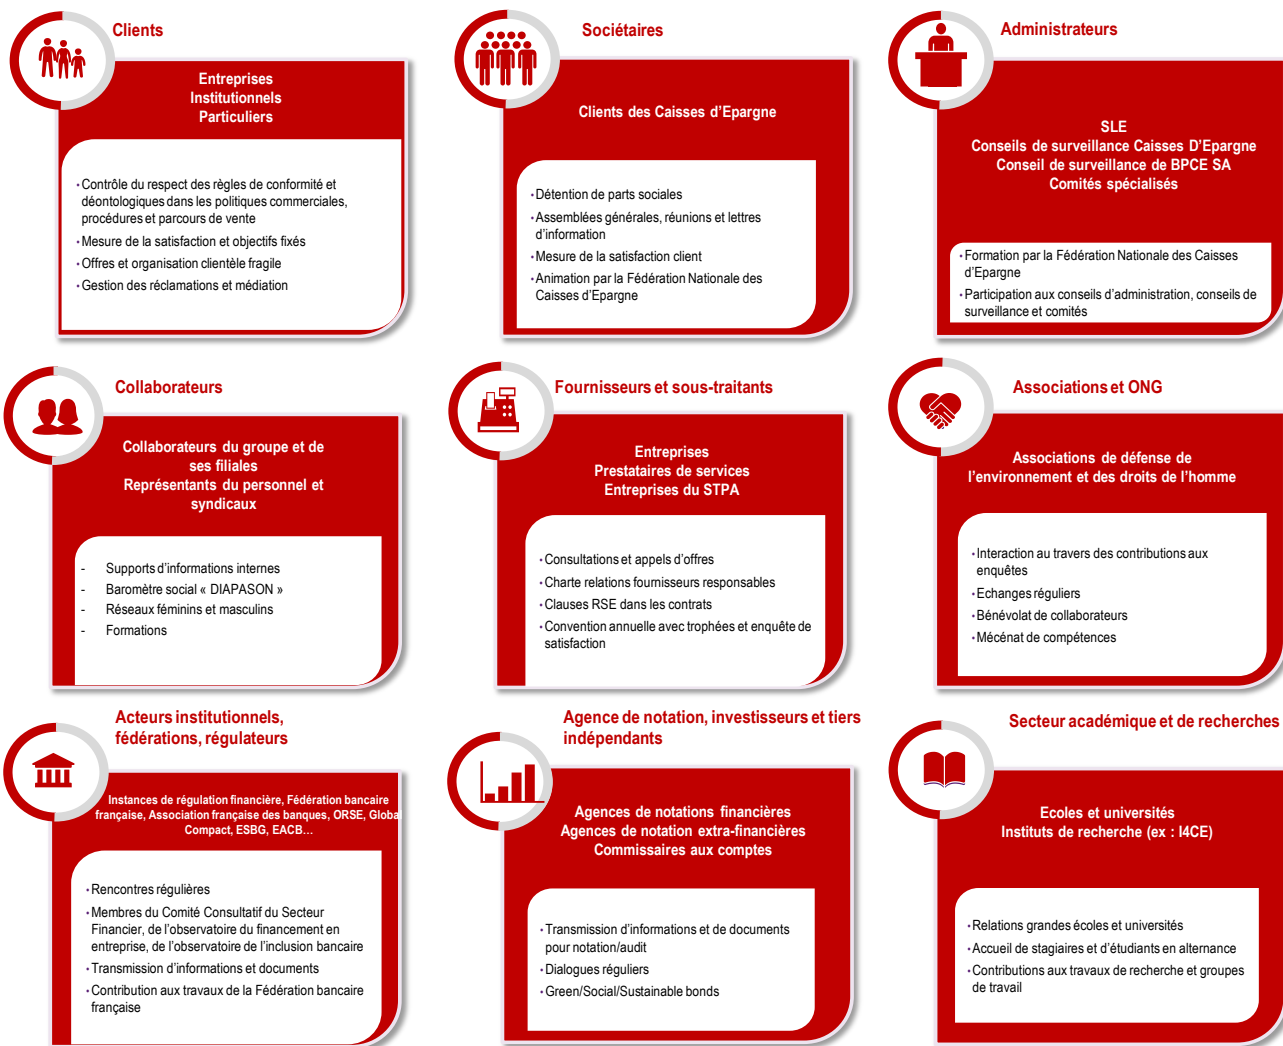 Clients
Entreprises
Institutionnels
Particuliers
• Contrôle du respect des règles de conformité et
déontologiques dans les politiques commerciales,
procédures et parcours de vente
• Mesure de la satisfaction et objectifs fixés
• Offres et organisation clientèle fragile
• Gestion des réclamations et médiation
Sociétaires
Clients des Caisses d’Epargne
• Détention de parts sociales
• Assemblées générales, réunions et lettres
d’information
• Mesure de la satisfaction client
• Animation par la Fédération Nationale des
Caisses d’Epargne
Administrateurs
SLE
Conseils de surveillance Caisses D’Epargne
Conseil de surveillance de BPCE SA
Comités spécialisés
• Formation par la Fédération Nationale des Caisses
d’Epargne
• Participation aux conseils d’administration, conseils de
surveillance et comités
Collaborateurs
Collaborateurs du groupe et de
ses filiales
Représentants du personnel et
syndicaux
- Supports d’informations internes
- Baromètre social « DIAPASON »
- Réseaux féminins et masculins
- Formations
Fournisseurs et sous-traitants
Entreprises
Prestataires de services
Entreprises du STPA
• Consultations et appels d’offres
• Charte relations fournisseurs responsables
• Clauses RSE dans les contrats
• Convention annuelle avec trophées et enquête de
satisfaction
Associations et ONG
Associations de défense de
l’environnement et des droits de l’homme
• Interaction au travers des contributions aux
enquêtes
• Echanges réguliers
• Bénévolat de collaborateurs
• Mécénat de compétences
Acteurs institutionnels,
fédérations, régulateurs
Instances de régulation financière, Fédération bancaire
française, Association française des banques, ORSE, Global
Compact, ESBG, EACB…
• Rencontres régulières
• Membres du Comité Consultatif du Secteur
Financier, de l’observatoire du financement en
entreprise, de l’observatoire de l’inclusion bancaire
• Transmission d’informations et documents
• Contribution aux travaux de la Fédération bancaire
française
Agence de notation, investisseurs et tiers
indépendants
Agences de notations financières
Agences de notation extra-financières
Commissaires aux comptes
• Transmission d’informations et de documents
pour notation/audit
• Dialogues réguliers
• Green/Social/Sustainable bonds
Secteur académique et de recherches
Ecoles et universités
Instituts de recherche (ex : I4CE)
• Relations grandes écoles et universités
• Accueil de stagiaires et d’étudiants en alternance
• Contributions aux travaux de recherche et groupes
de travail